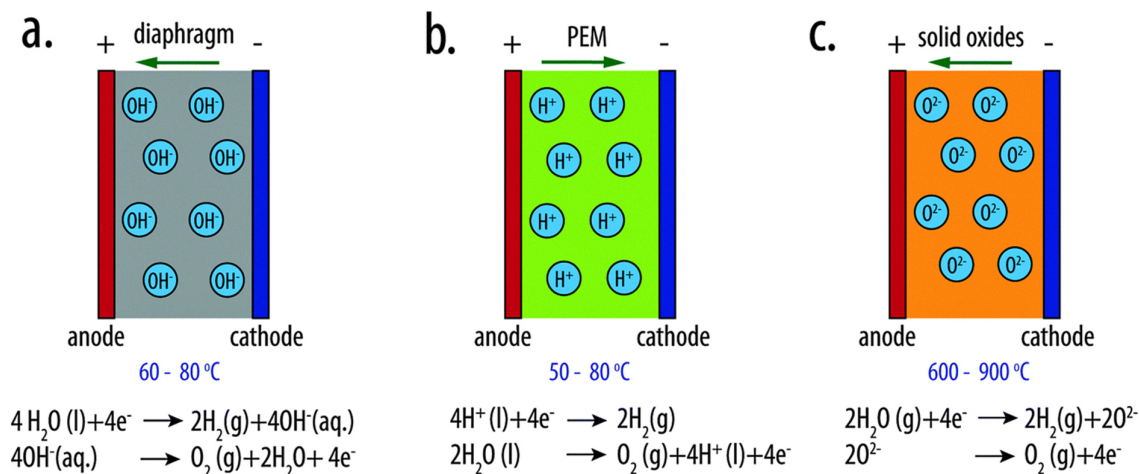 a.
+ diaphragm -
OH⁻ OH⁻
OH⁻ OH⁻
OH⁻ OH⁻
OH⁻ OH⁻
anode cathode
60 - 80 ⁰C
4 H₂O (l)+4e⁻ → 2H₂(g)+4OH⁻(aq.)
4OH⁻(aq.) → O₂ (g)+2H₂O+ 4e⁻
b.
+ PEM -
H⁺ H⁺
H⁺ H⁺
H⁺ H⁺
H⁺ H⁺
anode cathode
50 - 80 ⁰C
4H⁺ (l)+4e⁻ → 2H₂(g)
2H₂O (l) → O₂ (g)+4H⁺ (l)+4e⁻
c.
+ solid oxides -
O²⁻ O²⁻
O²⁻ O²⁻
O²⁻ O²⁻
O²⁻ O²⁻
anode cathode
600 - 900 ⁰C
2H₂O (g)+4e⁻ → 2H₂(g)+2O²⁻
2O²⁻ → O₂ (g)+4e⁻